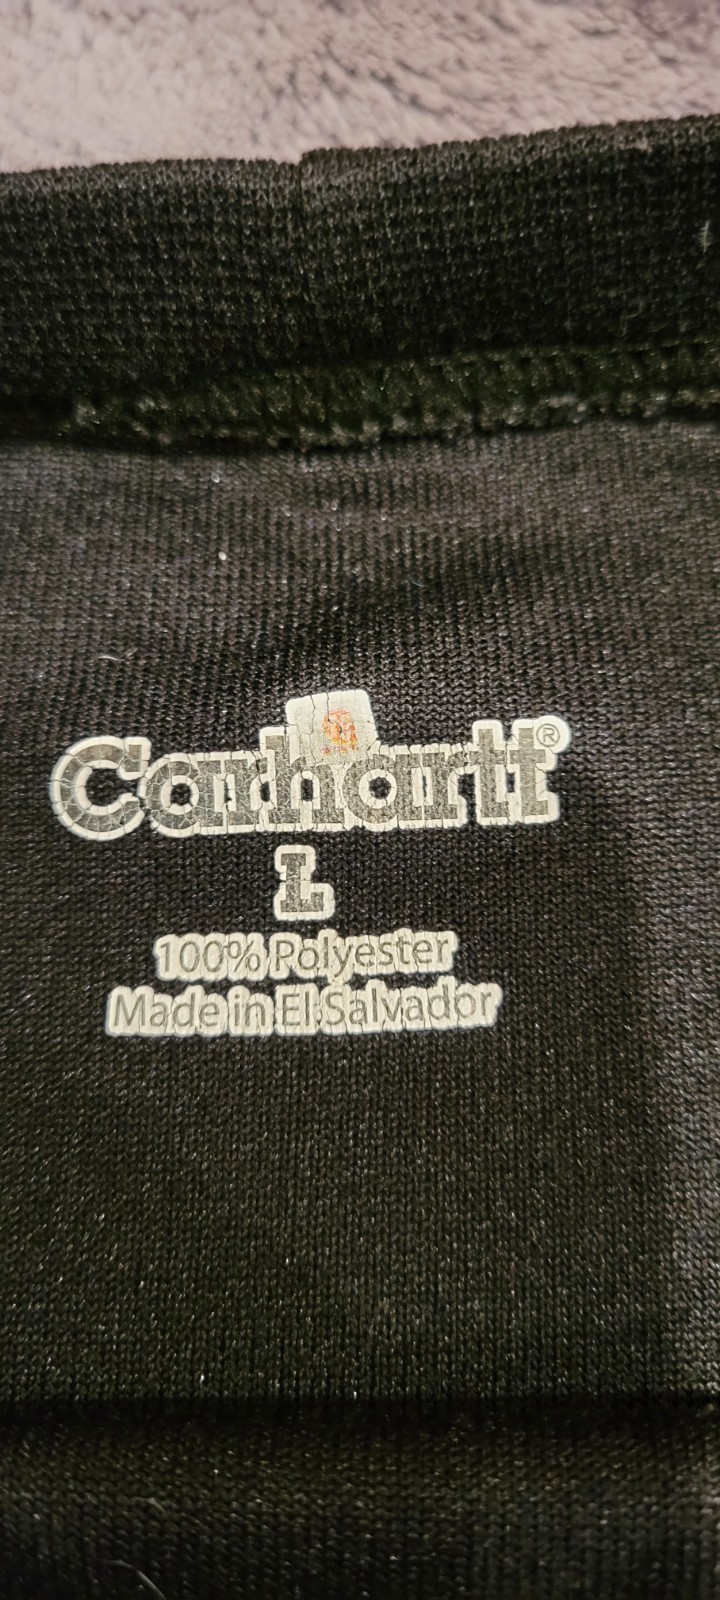 Carhartt®
L
100% Polyester
Made in El Salvador